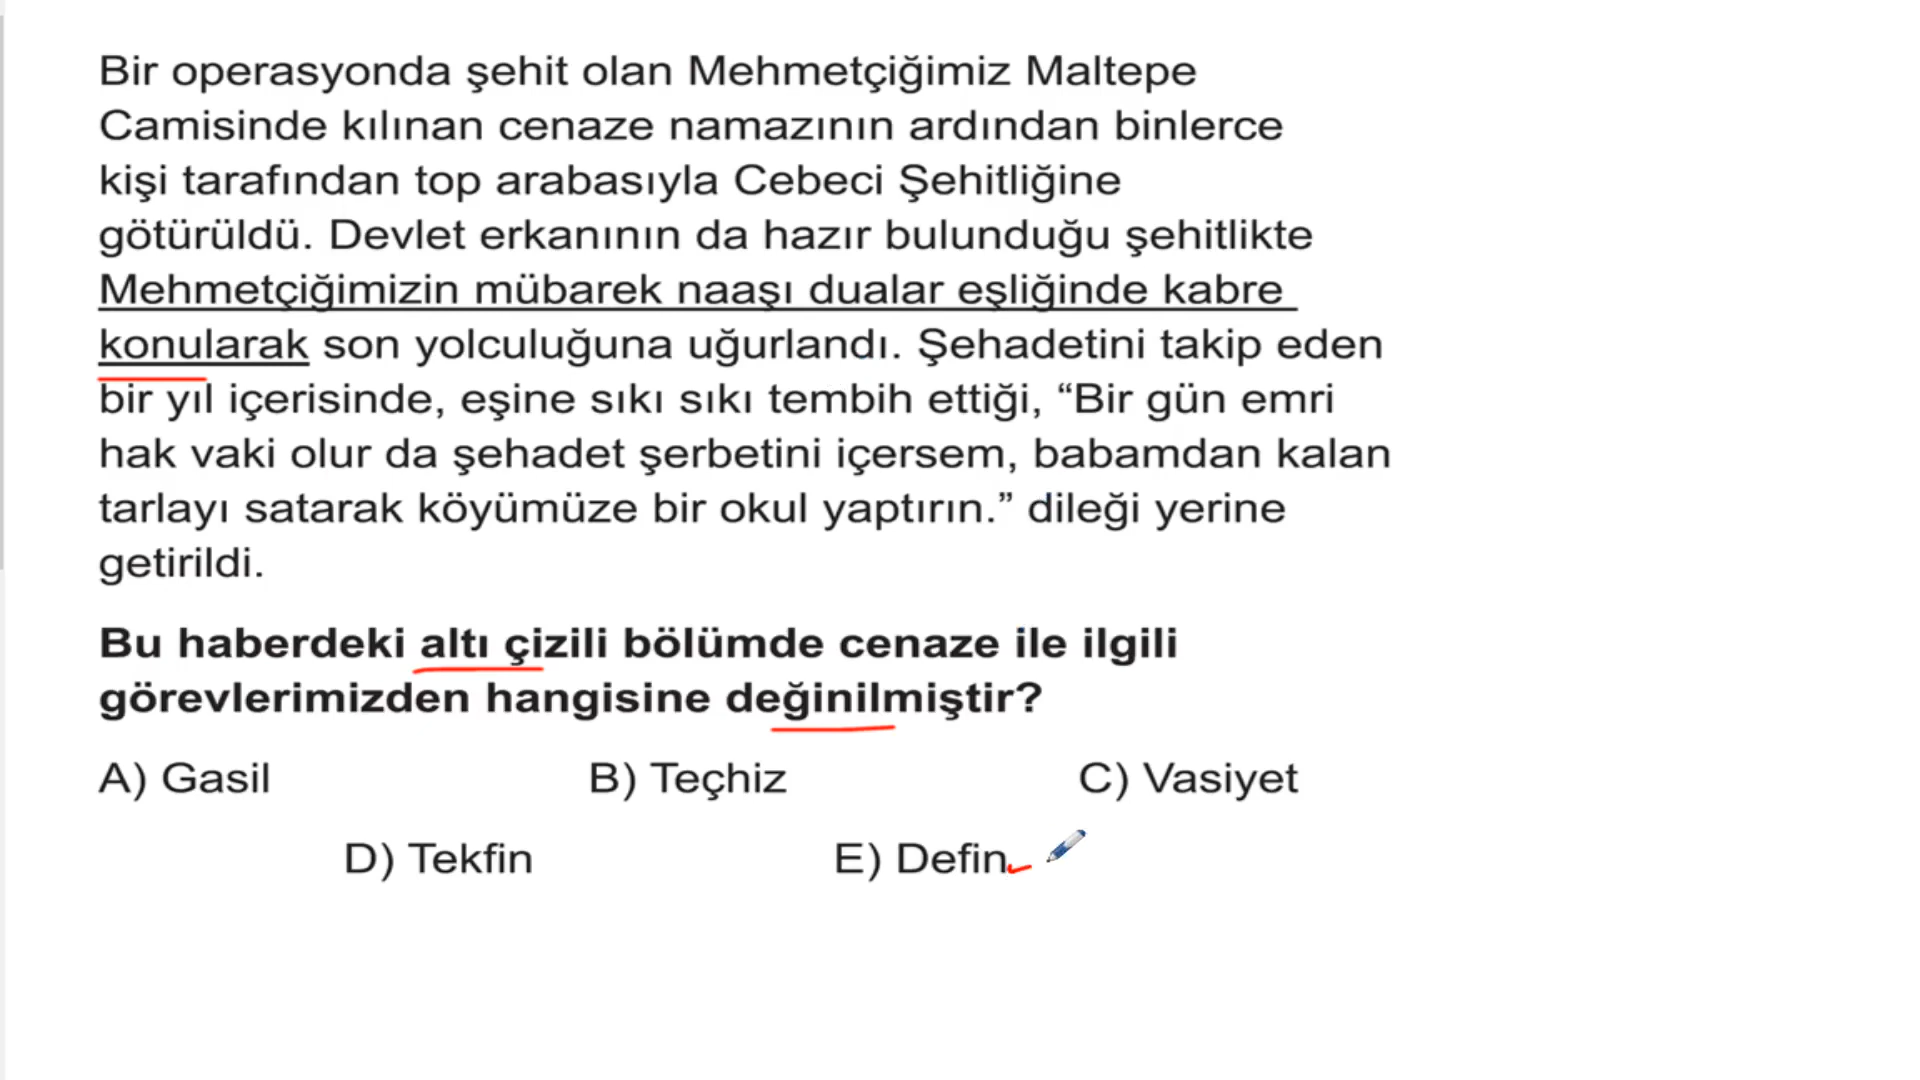 Bir operasyonda şehit olan Mehmetçiğimiz Maltepe
Camisinde kılınan cenaze namazının ardından binlerce
kişi tarafından top arabasıyla Cebeci Şehitliğine
götürüldü. Devlet erkanının da hazır bulunduğu şehitlikte
Mehmetçiğimizin mübarek naaşı dualar eşliğinde kabre
konularak son yolculuğuna uğurlandı. Şehadetini takip eden
bir yıl içerisinde, eşine sıkı sıkı tembih ettiği, “Bir gün emri
hak vaki olur da şehadet şerbetini içersem, babamdan kalan
tarlayı satarak köyümüze bir okul yaptırın.” dileği yerine
getirildi.
Bu haberdeki altı çizili bölümde cenaze ile ilgili
görevlerimizden hangisine değinilmiştir?
A) Gasil B) Teçhiz C) Vasiyet
D) Tekfin E) Defin